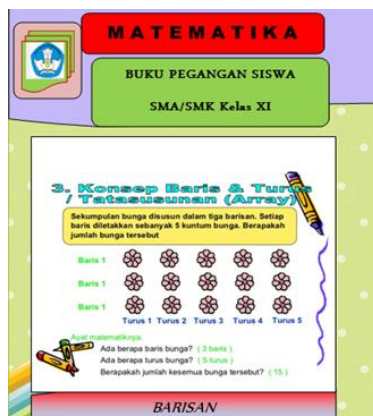 MATEMATIKA
BUKU PEGANGAN SISWA
SMA/SMK Kelas XI
3. Konsep Baris & Turus
/ Tatasusunan (Array)
Sekumpulan bunga disusun dalam tiga barisan. Setiap
baris diletakkan sebanyak 5 kuntum bunga. Berapakah
jumlah bunga tersebut
Baris 1
Baris 1
Baris 1
Turus 1 Turus 2 Turus 3 Turus 4 Turus 5
Ayat matematiknya.
Ada berapa baris bunga? ( 3 baris )
Ada berapa turus bunga? ( 5 turus )
Berapakah jumlah kesemua bunga tersebut? ( 15 )
BARISAN